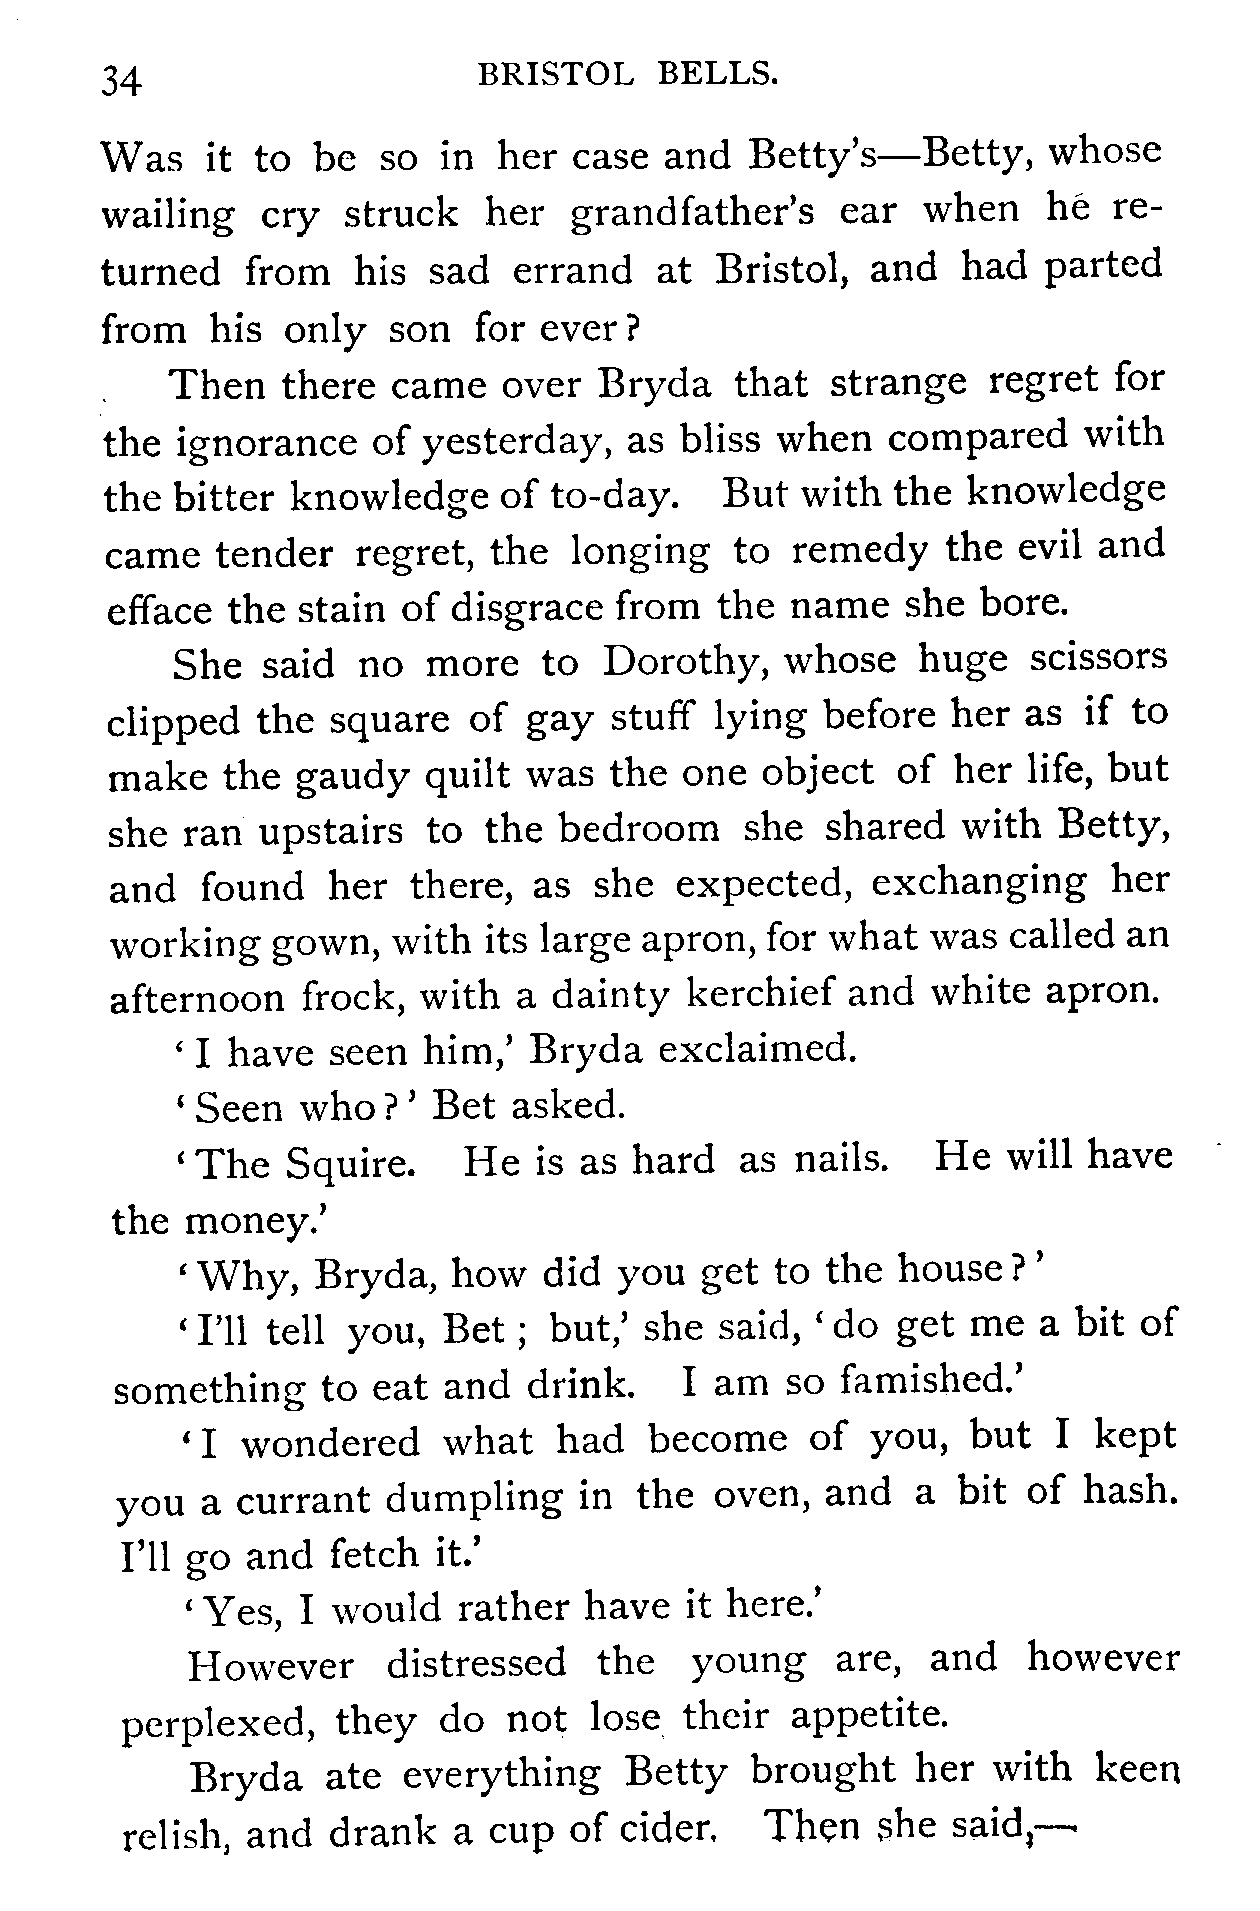 34 BRISTOL BELLS.
Was it to be so in her case and Betty's—Betty, whose
wailing cry struck her grandfather's ear when he re-
turned from his sad errand at Bristol, and had parted
from his only son for ever?
Then there came over Bryda that strange regret for
the ignorance of yesterday, as bliss when compared with
the bitter knowledge of to-day. But with the knowledge
came tender regret, the longing to remedy the evil and
efface the stain of disgrace from the name she bore.
She said no more to Dorothy, whose huge scissors
clipped the square of gay stuff lying before her as if to
make the gaudy quilt was the one object of her life, but
she ran upstairs to the bedroom she shared with Betty,
and found her there, as she expected, exchanging her
working gown, with its large apron, for what was called an
afternoon frock, with a dainty kerchief and white apron.
‘I have seen him,’ Bryda exclaimed.
‘Seen who?’ Bet asked.
‘The Squire. He is as hard as nails. He will have
the money.’
‘Why, Bryda, how did you get to the house?’
‘I'll tell you, Bet; but,’ she said, ‘do get me a bit of
something to eat and drink. I am so famished.’
‘I wondered what had become of you, but I kept
you a currant dumpling in the oven, and a bit of hash.
I'll go and fetch it.’
‘Yes, I would rather have it here.’
However distressed the young are, and however
perplexed, they do not lose their appetite.
Bryda ate everything Betty brought her with keen
relish, and drank a cup of cider. Then she said,—